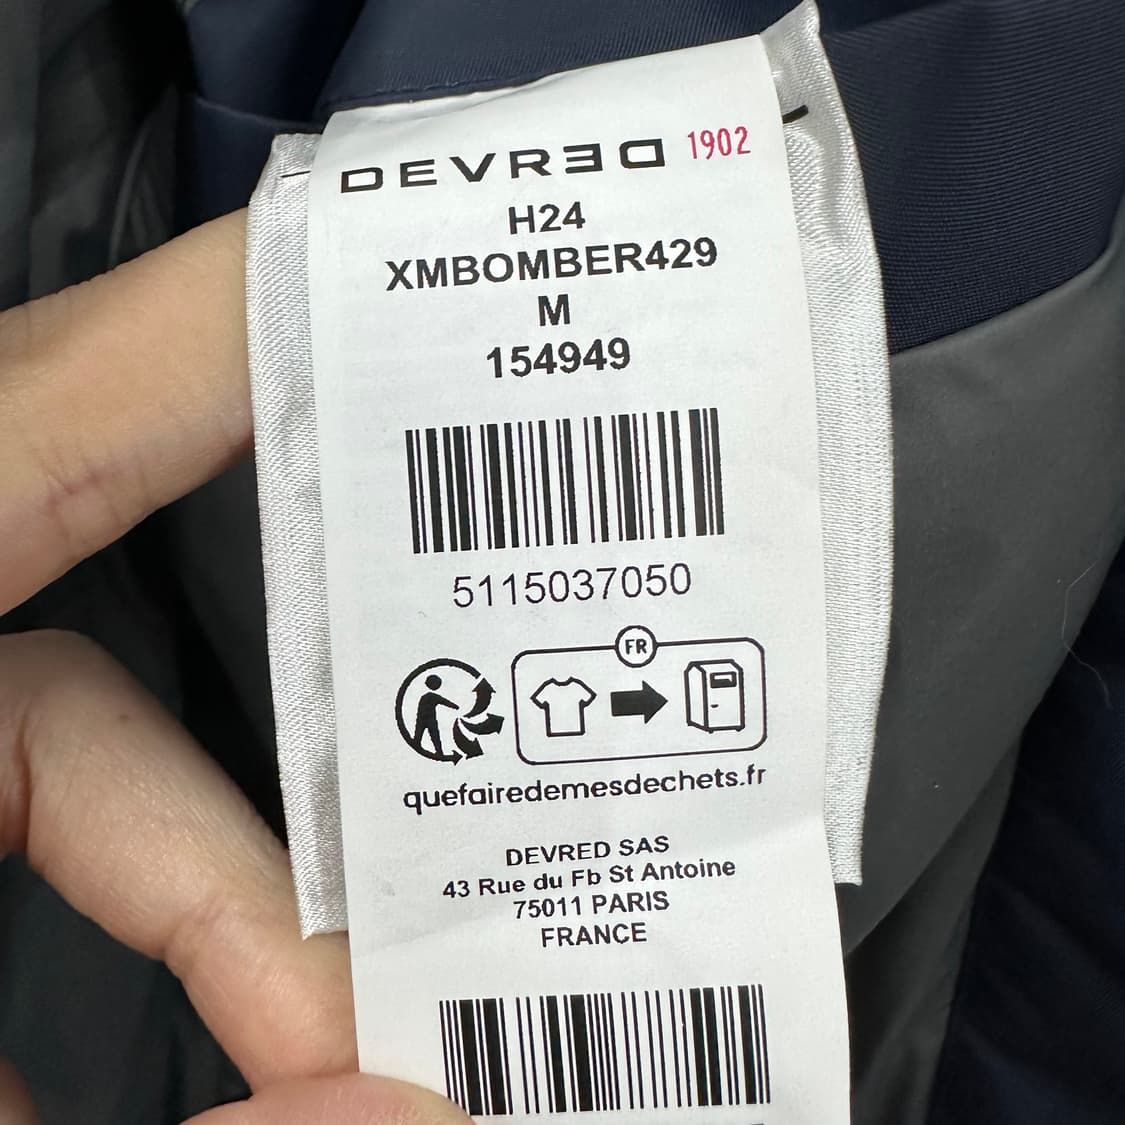 DEVRED 1902
H24
XMBOMBER429
M
154949
5115037050
FR
quefairedemesdechets.fr
DEVRED SAS
43 Rue du Fb St Antoine
75011 PARIS
FRANCE